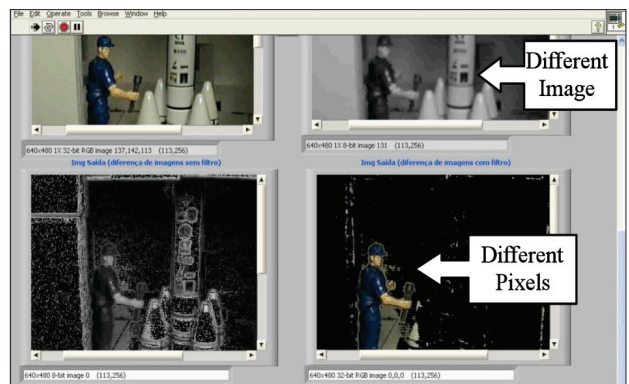 File Edit Operate Tools Browse Window Help
Different
Image
640x480 1X 32-bit RGB image 137,142,113 (113,256)
640x480 1X 8-bit image 131 (113,256)
Img Saída (diferença de imagens sem filtro)
Img Saída (diferença de imagens com filtro)
Different
Pixels
640x480 8-bit image 0 (113,256)
640x480 32-bit RGB image 0,0,0 (113,256)